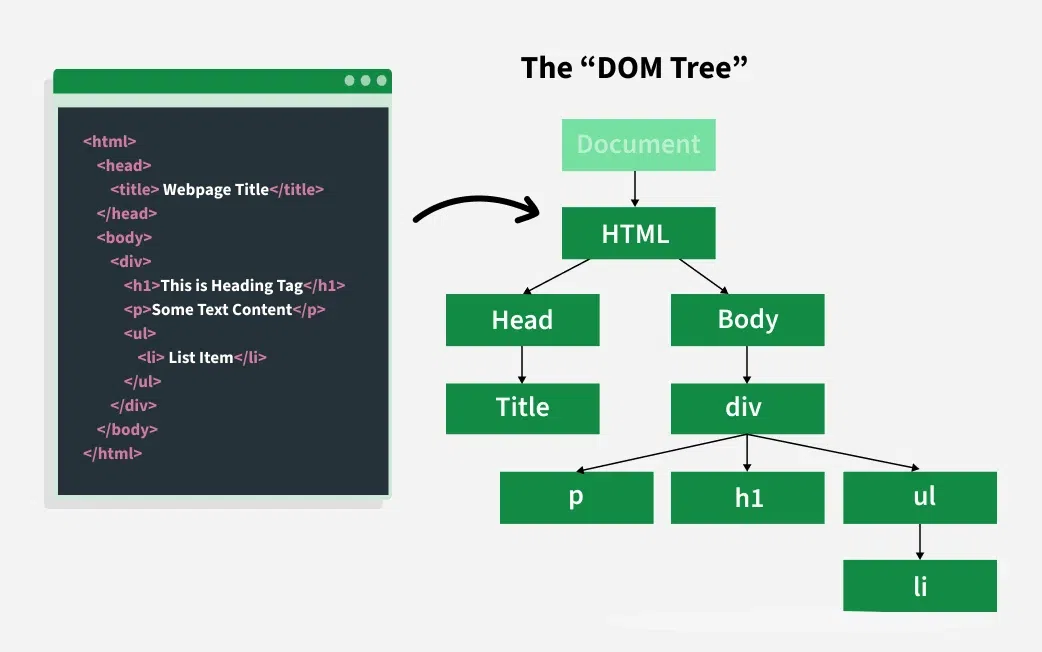 The “DOM Tree”
<html>
<head>
<title> Webpage Title</title>
</head>
<body>
<div>
<h1>This is Heading Tag</h1>
<p>Some Text Content</p>
<ul>
<li> List Item</li>
</ul>
</div>
</body>
</html>
Document
HTML
Head
Body
Title
div
p
h1
ul
li